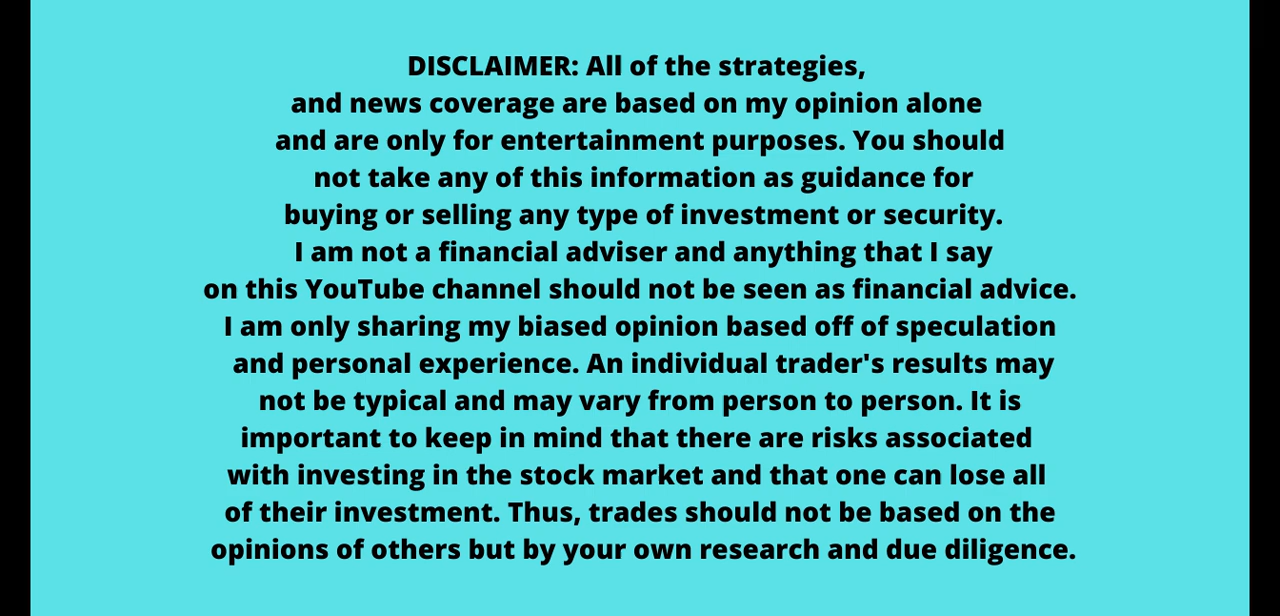 DISCLAIMER: All of the strategies,
and news coverage are based on my opinion alone
and are only for entertainment purposes. You should
not take any of this information as guidance for
buying or selling any type of investment or security.
I am not a financial adviser and anything that I say
on this YouTube channel should not be seen as financial advice.
I am only sharing my biased opinion based off of speculation
and personal experience. An individual trader's results may
not be typical and may vary from person to person. It is
important to keep in mind that there are risks associated
with investing in the stock market and that one can lose all
of their investment. Thus, trades should not be based on the
opinions of others but by your own research and due diligence.